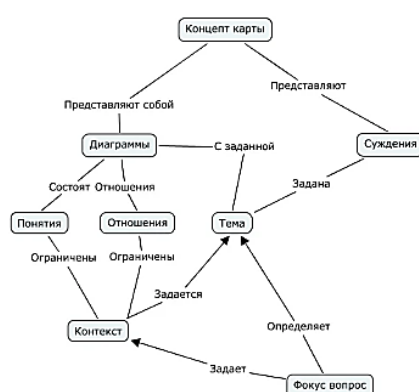 Концепт карты
Представляют
Представляют собой
Диаграммы
С заданной
Суждения
Состоят
Отношения
Задана
Понятия
Отношения
Тема
Ограничены
Ограничены
Задается
Контекст
Определяет
Задает
Фокус вопрос